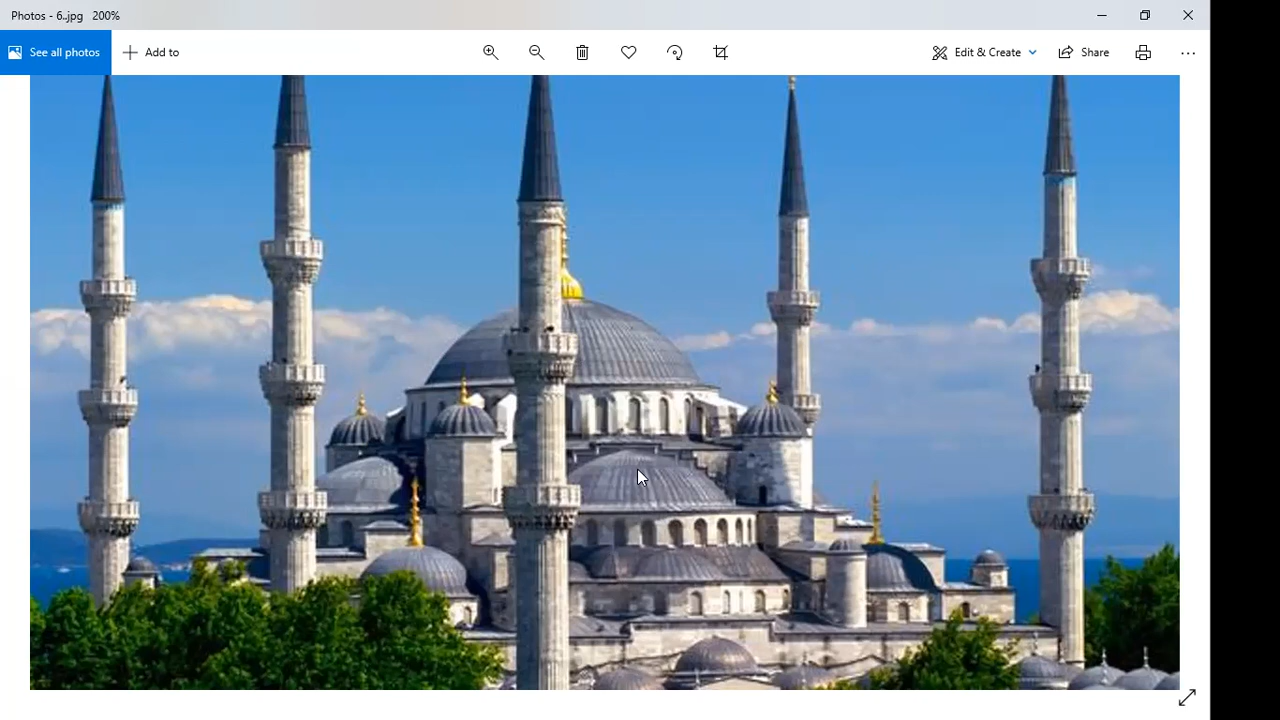 Photos - 6..jpg 200%
See all photos
Add to
Edit & Create
Share